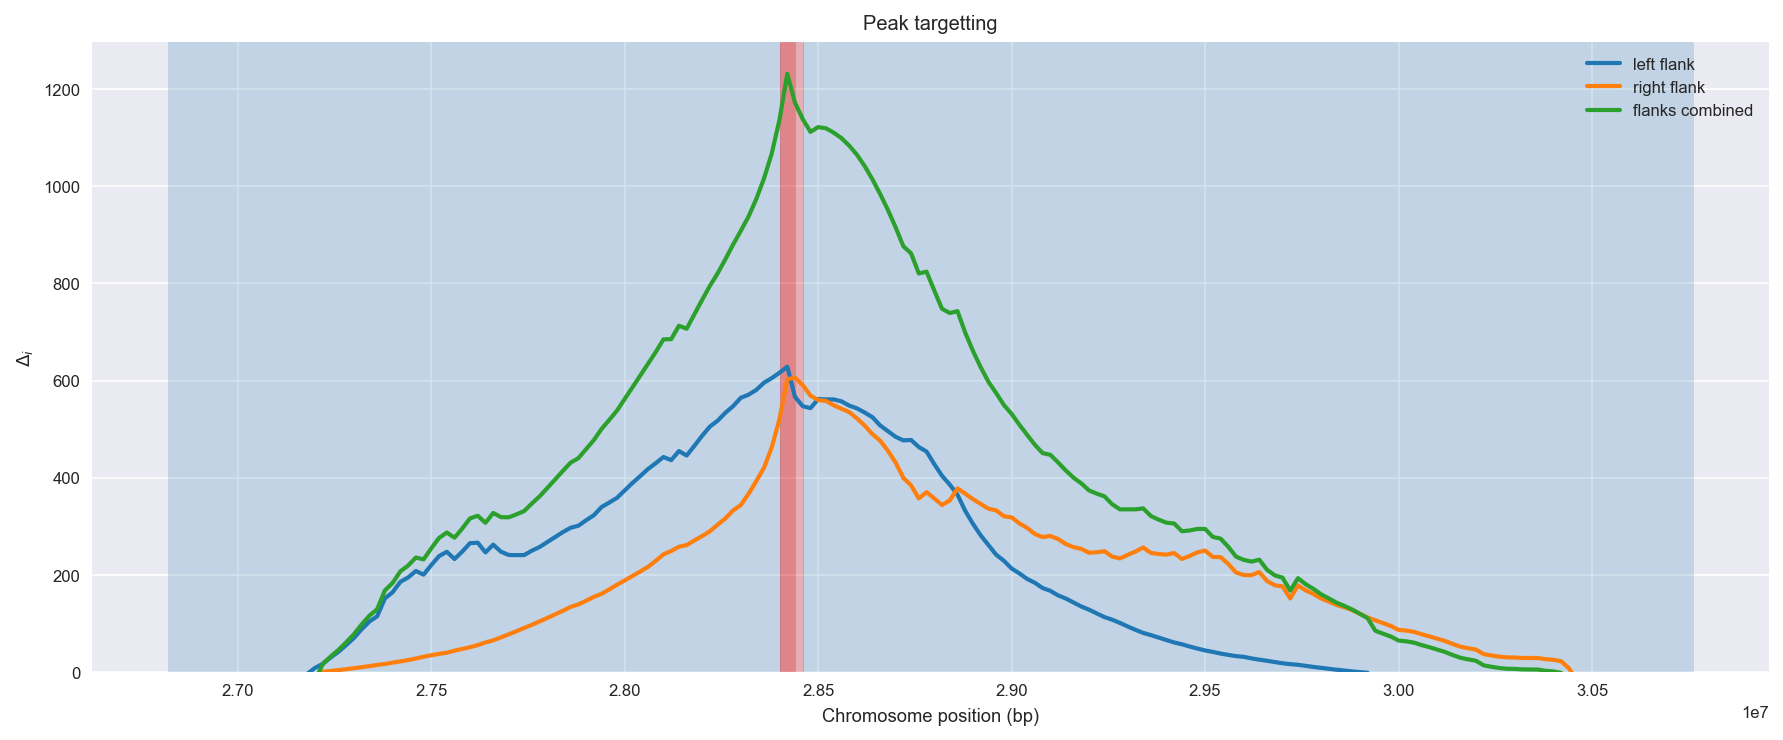 Peak targetting
left flank
right flank
flanks combined
1200
1000
800
600
400
200
0
Δi
2.70 2.75 2.80 2.85 2.90 2.95 3.00 3.05
1e7
Chromosome position (bp)